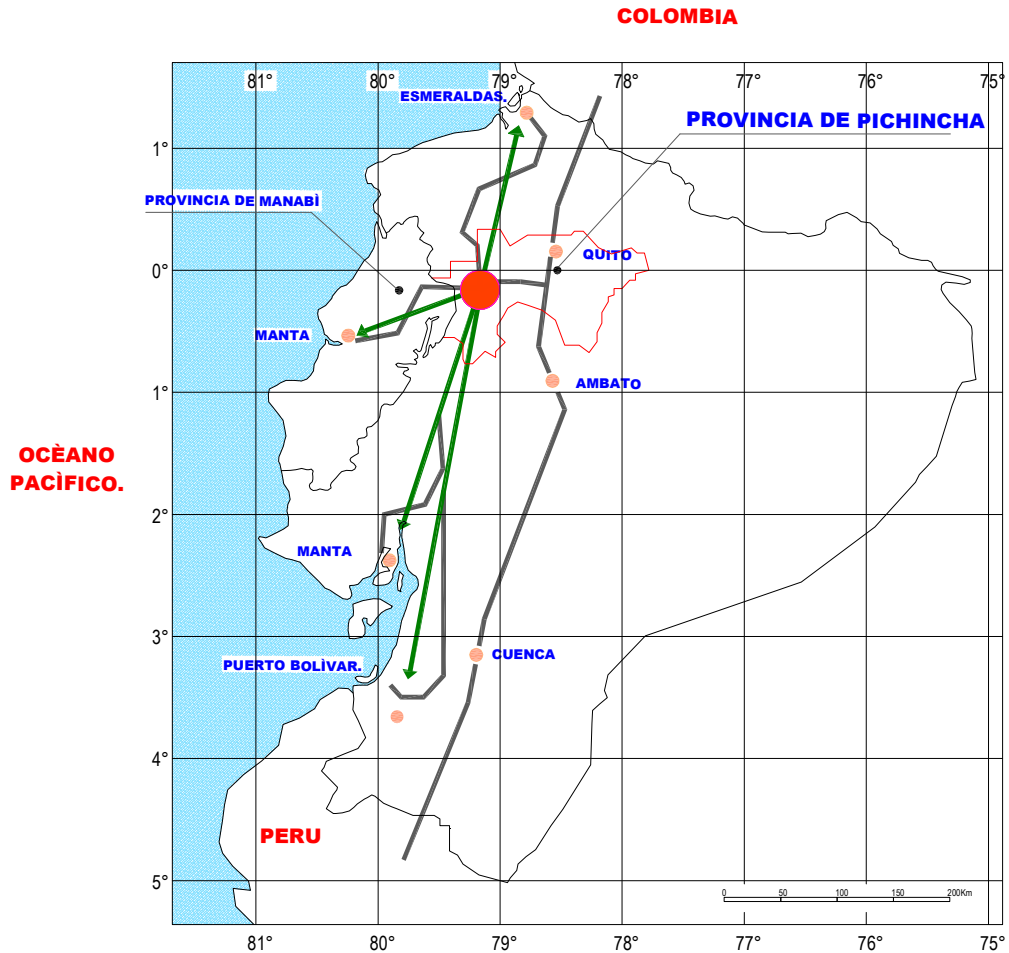 COLOMBIA
81° 80° 79° 78° 77° 76° 75°
ESMERALDAS.
PROVINCIA DE PICHINCHA
1°
PROVINCIA DE MANABÌ
QUITO
0°
MANTA
AMBATO
1°
OCÈANO
PACÌFICO.
2°
MANTA
3°
CUENCA
PUERTO BOLÌVAR.
4°
PERU
5°
0 50 100 150 200Km
81° 80° 79° 78° 77° 76° 75°